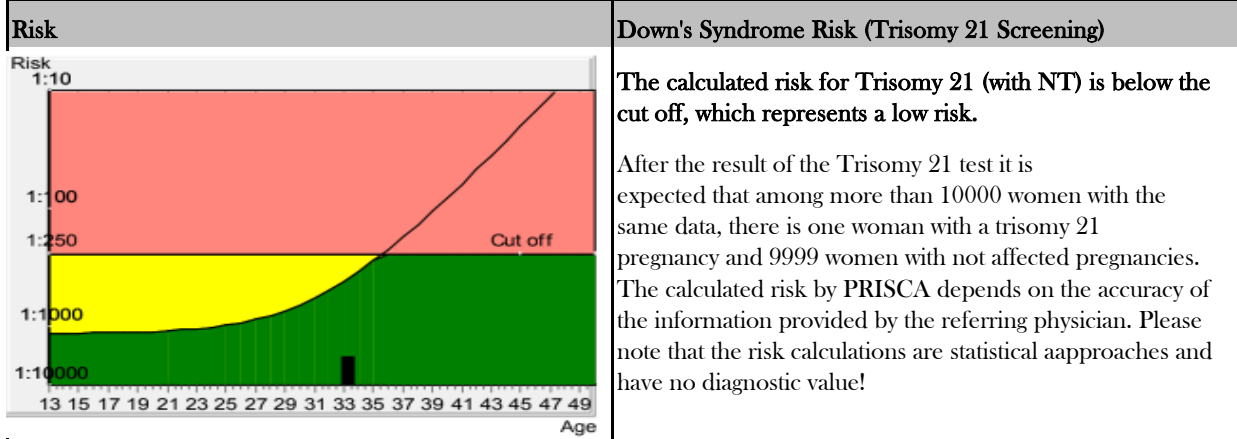 Risk
Down's Syndrome Risk (Trisomy 21 Screening)
Risk
1:10
1:100
1:250
Cut off
1:1000
1:10000
13 15 17 19 21 23 25 27 29 31 33 35 37 39 41 43 45 47 49
Age
The calculated risk for Trisomy 21 (with NT) is below the
cut off, which represents a low risk.
After the result of the Trisomy 21 test it is
expected that among more than 10000 women with the
same data, there is one woman with a trisomy 21
pregnancy and 9999 women with not affected pregnancies.
The calculated risk by PRISCA depends on the accuracy of
the information provided by the referring physician. Please
note that the risk calculations are statistical aapproaches and
have no diagnostic value!